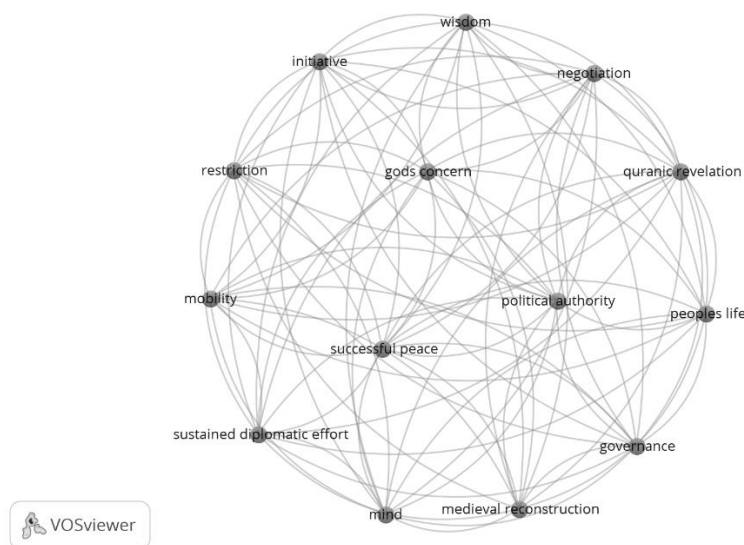 wisdom
initiative
negotiation
restriction
gods concern
quranic revelation
mobility
political authority
peoples life
successful peace
sustained diplomatic effort
governance
medieval reconstruction
mind
VOSviewer